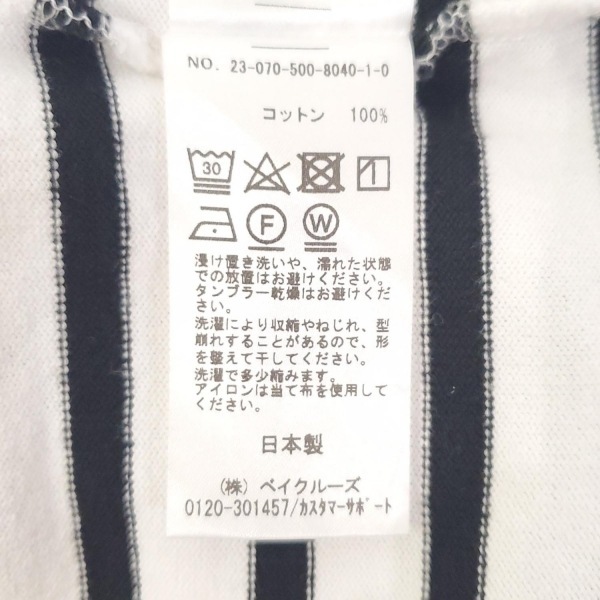 NO. 23-070-500-8040-1-0
コットン 100%
30
F W
浸け置き洗いや、濡れた状態
での放置はお避けください。
タンブラー乾燥はお避けくだ
さい。
洗濯により収縮やねじれ、型
崩れすることがあるので、形
を整えて干してください。
洗濯で多少縮みます。
アイロンは当て布を使用して
ください。
日本製
(株) ベイクルーズ
0120-301457/ｶｽﾀﾏｰｻﾎﾟｰﾄ